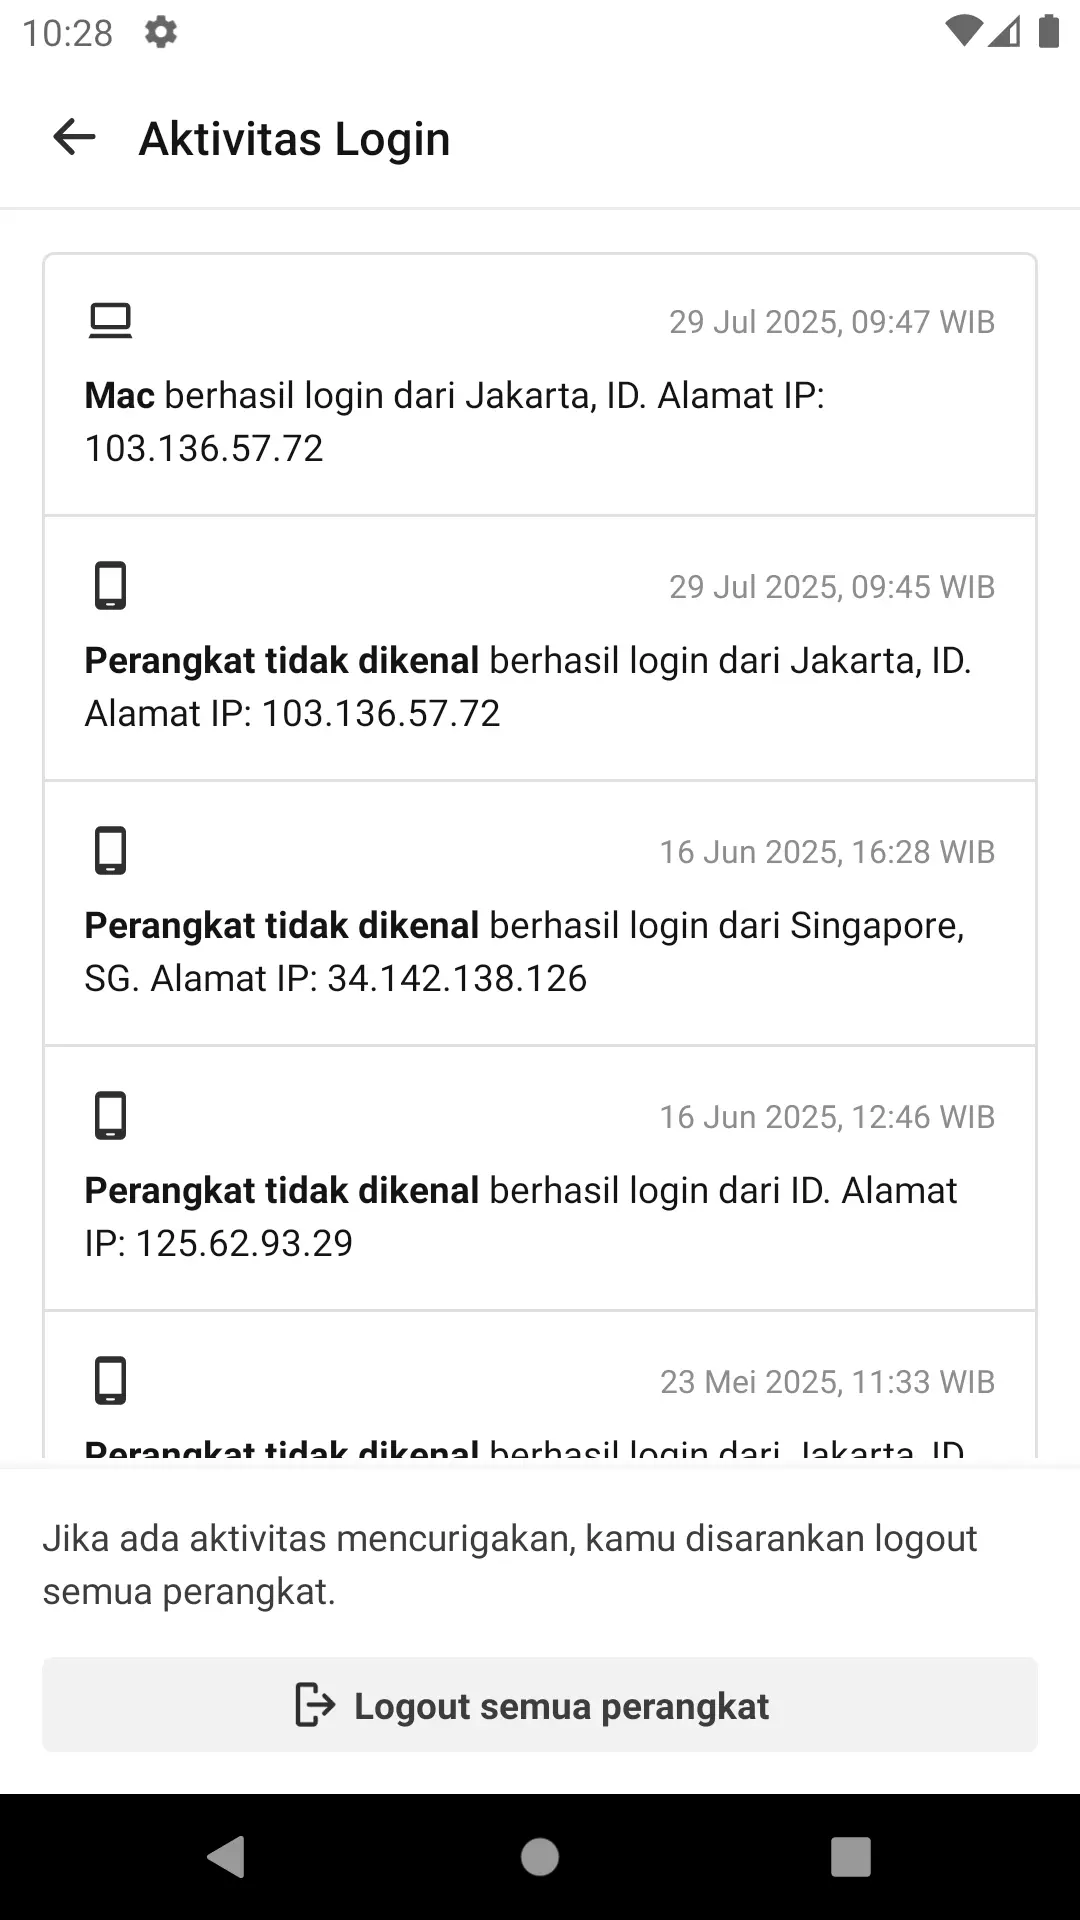 10:28
Aktivitas Login
29 Jul 2025, 09:47 WIB
Mac berhasil login dari Jakarta, ID. Alamat IP:
103.136.57.72
29 Jul 2025, 09:45 WIB
Perangkat tidak dikenal berhasil login dari Jakarta, ID.
Alamat IP: 103.136.57.72
16 Jun 2025, 16:28 WIB
Perangkat tidak dikenal berhasil login dari Singapore,
SG. Alamat IP: 34.142.138.126
16 Jun 2025, 12:46 WIB
Perangkat tidak dikenal berhasil login dari ID. Alamat
IP: 125.62.93.29
23 Mei 2025, 11:33 WIB
Perangkat tidak dikenal berhasil login dari Jakarta, ID.
Jika ada aktivitas mencurigakan, kamu disarankan logout
semua perangkat.
Logout semua perangkat